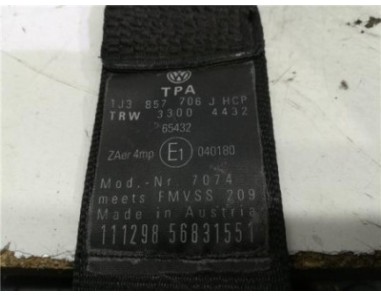 TPA
1J3 857 706 J HCP
TRW 3300 4432
65432
ZAer 4mp E1 040180
Mod.-Nr 7074
meets FMVSS 209
Made in Austria
111298 56831551